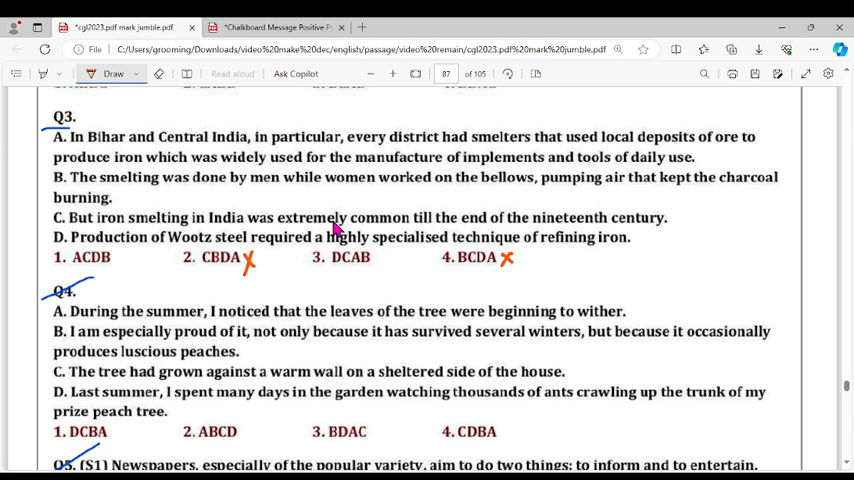 *cgl2023.pdf mark jumble.pdf
*Chalkboard Message Positive P
File
C:/Users/grooming/Downloads/video%20make%20dec/english/passage/video%20remain/cgl2023.pdf%20mark%20jumble.pdf
Draw
Read aloud
Ask Copilot
87 of 105
Q3.
A. In Bihar and Central India, in particular, every district had smelters that used local deposits of ore to
produce iron which was widely used for the manufacture of implements and tools of daily use.
B. The smelting was done by men while women worked on the bellows, pumping air that kept the charcoal
burning.
C. But iron smelting in India was extremely common till the end of the nineteenth century.
D. Production of Wootz steel required a highly specialised technique of refining iron.
1. ACDB 2. CBDA 3. DCAB 4. BCDA
Q4.
A. During the summer, I noticed that the leaves of the tree were beginning to wither.
B. I am especially proud of it, not only because it has survived several winters, but because it occasionally
produces luscious peaches.
C. The tree had grown against a warm wall on a sheltered side of the house.
D. Last summer, I spent many days in the garden watching thousands of ants crawling up the trunk of my
prize peach tree.
1. DCBA 2. ABCD 3. BDAC 4. CDBA
Q5. (S1) Newspapers, especially of the popular variety, aim to do two things: to inform and to entertain.